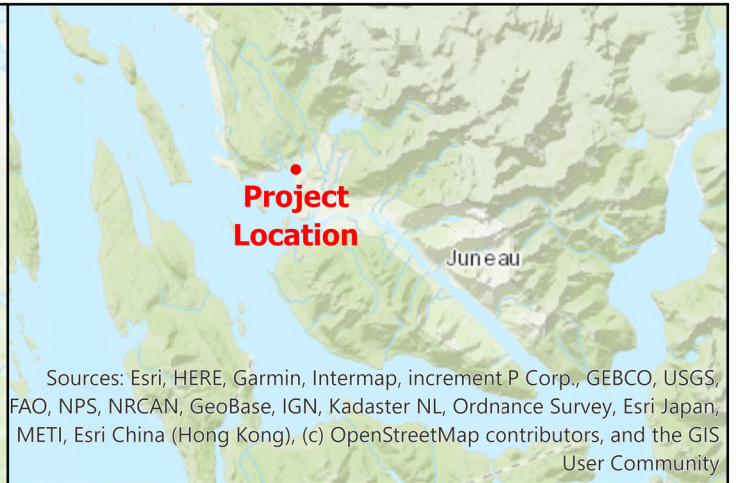 Project
Location
Juneau
Sources: Esri, HERE, Garmin, Intermap, increment P Corp., GEBCO, USGS,
FAO, NPS, NRCAN, GeoBase, IGN, Kadaster NL, Ordnance Survey, Esri Japan,
METI, Esri China (Hong Kong), (c) OpenStreetMap contributors, and the GIS
User Community